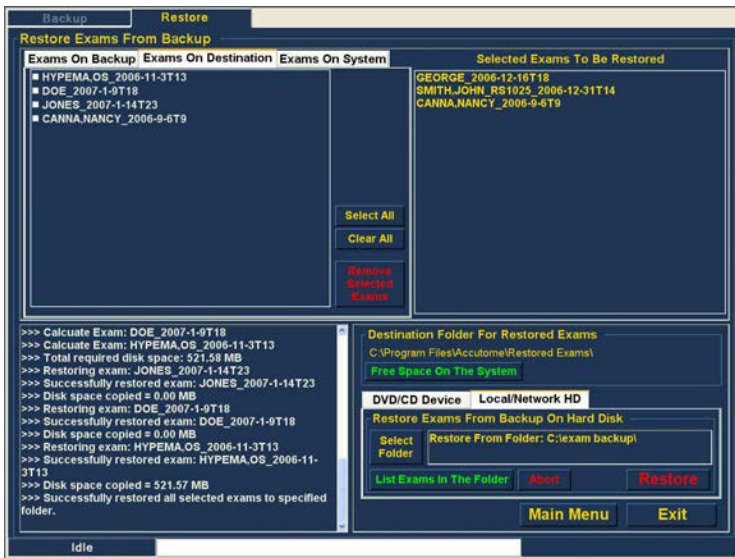 Backup
Restore
Restore Exams From Backup
Exams On Backup
Exams On Destination
Exams On System
HYPEMA,OS_2006-11-3T13
DOE_2007-1-9T18
JONES_2007-1-14T23
CANNA,NANCY_2006-9-6T9
Select All
Clear All
Remove
Selected
Exams
Selected Exams To Be Restored
GEORGE_2006-12-16T18
SMITH,JOHN_RS1025_2006-12-31T14
CANNA,NANCY_2006-9-6T9
>>> Calcuate Exam: DOE_2007-1-9T18
>>> Calcuate Exam: HYPEMA,OS_2006-11-3T13
>>> Total required disk space: 521.58 MB
>>> Restoring exam: JONES_2007-1-14T23
>>> Successfully restored exam: JONES_2007-1-14T23
>>> Disk space copied = 0.00 MB
>>> Restoring exam: DOE_2007-1-9T18
>>> Successfully restored exam: DOE_2007-1-9T18
>>> Disk space copied = 0.00 MB
>>> Restoring exam: HYPEMA,OS_2006-11-3T13
>>> Successfully restored exam: HYPEMA,OS_2006-11-
3T13
>>> Disk space copied = 521.57 MB
>>> Successfully restored all selected exams to specified
folder.
Destination Folder For Restored Exams
C:\Program Files\Accutome\Restored Exams\
Free Space On The System
DVD/CD Device
Local/Network HD
Restore Exams From Backup On Hard Disk
Select
Folder
Restore From Folder: C:\exam backup\
List Exams In The Folder
Abort
Restore
Main Menu
Exit
Idle